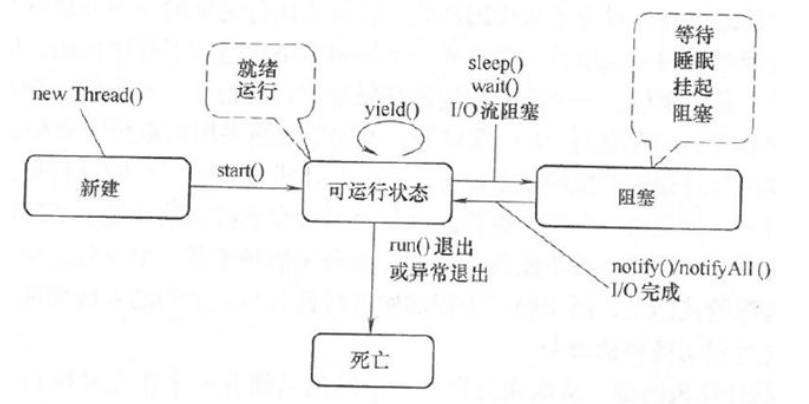 new Thread()
新建
start()
就绪
运行
yield()
可运行状态
sleep()
wait()
I/O 流阻塞
等待
睡眠
挂起
阻塞
阻塞
notify()/notifyAll()
I/O 完成
run() 退出
或异常退出
死亡